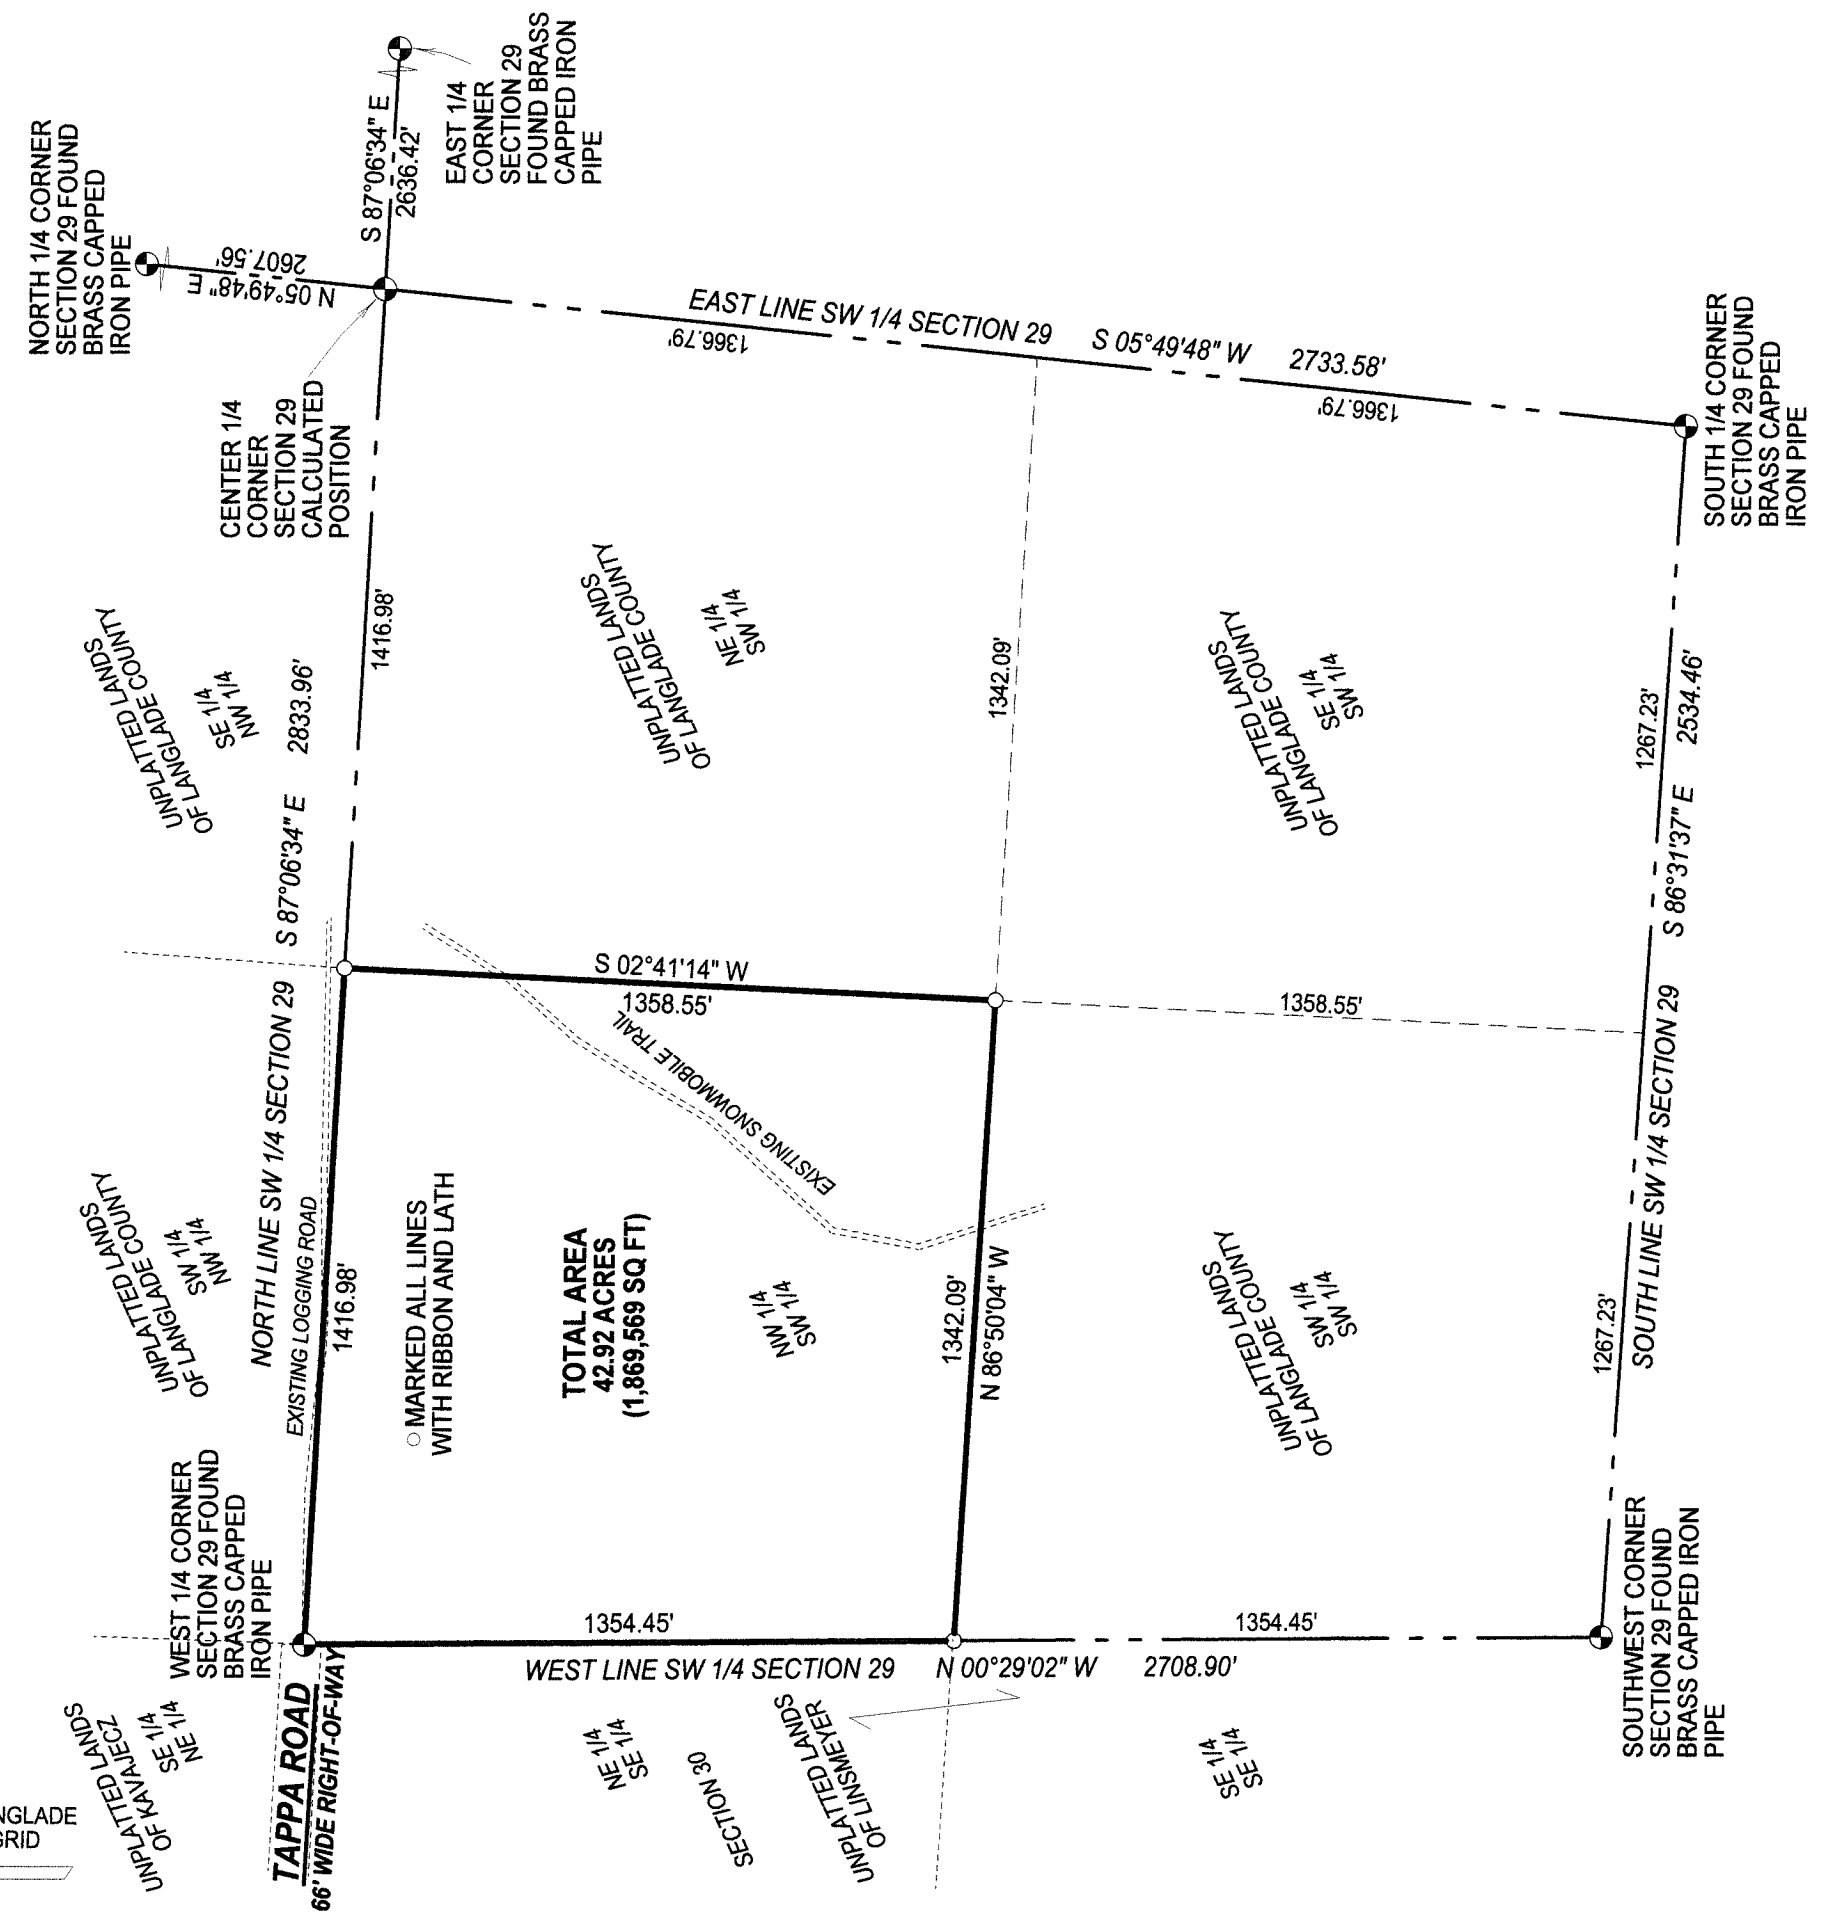 NORTH 1/4 CORNER
SECTION 29 FOUND
BRASS CAPPED
IRON PIPE
N 05°49'48" E
2607.56'
S 87°06'34" E
2636.42'
EAST 1/4
CORNER
SECTION 29
FOUND BRASS
CAPPED IRON
PIPE
CENTER 1/4
CORNER
SECTION 29
CALCULATED
POSITION
EAST LINE SW 1/4 SECTION 29 S 05°49'48" W 2733.58'
1366.79'
1366.79'
SOUTH 1/4 CORNER
SECTION 29 FOUND
BRASS CAPPED
IRON PIPE
UNPLATTED LANDS
OF LANGLADE COUNTY
SE 1/4
NW 1/4
NORTH LINE SW 1/4 SECTION 29 S 87°06'34" E 2833.96'
1416.98'
UNPLATTED LANDS
OF LANGLADE COUNTY
NE 1/4
SW 1/4
1342.09'
UNPLATTED LANDS
OF LANGLADE COUNTY
SE 1/4
SW 1/4
1267.23'
SOUTH LINE SW 1/4 SECTION 29 S 86°31'37" E 2534.46'
S 02°41'14" W
1358.55'
1358.55'
EXISTING SNOWMOBILE TRAIL
UNPLATTED LANDS
OF LANGLADE COUNTY
SW 1/4
NW 1/4
EXISTING LOGGING ROAD
1416.98'
MARKED ALL LINES
WITH RIBBON AND LATH
TOTAL AREA
42.92 ACRES
(1,869,569 SQ FT)
NW 1/4
SW 1/4
1342.09'
N 86°50'04" W
UNPLATTED LANDS
OF LANGLADE COUNTY
SW 1/4
SW 1/4
1267.23'
WEST 1/4 CORNER
SECTION 29 FOUND
BRASS CAPPED
IRON PIPE
1354.45'
1354.45'
WEST LINE SW 1/4 SECTION 29 N 00°29'02" W 2708.90'
SOUTHWEST CORNER
SECTION 29 FOUND
BRASS CAPPED IRON
PIPE
UNPLATTED LANDS
OF KAVAJECZ
SE 1/4
NE 1/4
TAPPA ROAD
66' WIDE RIGHT-OF-WAY
NE 1/4
SE 1/4
SECTION 30
UNPLATTED LANDS
OF LINSMEYER
SE 1/4
SE 1/4
NGLADE
GRID